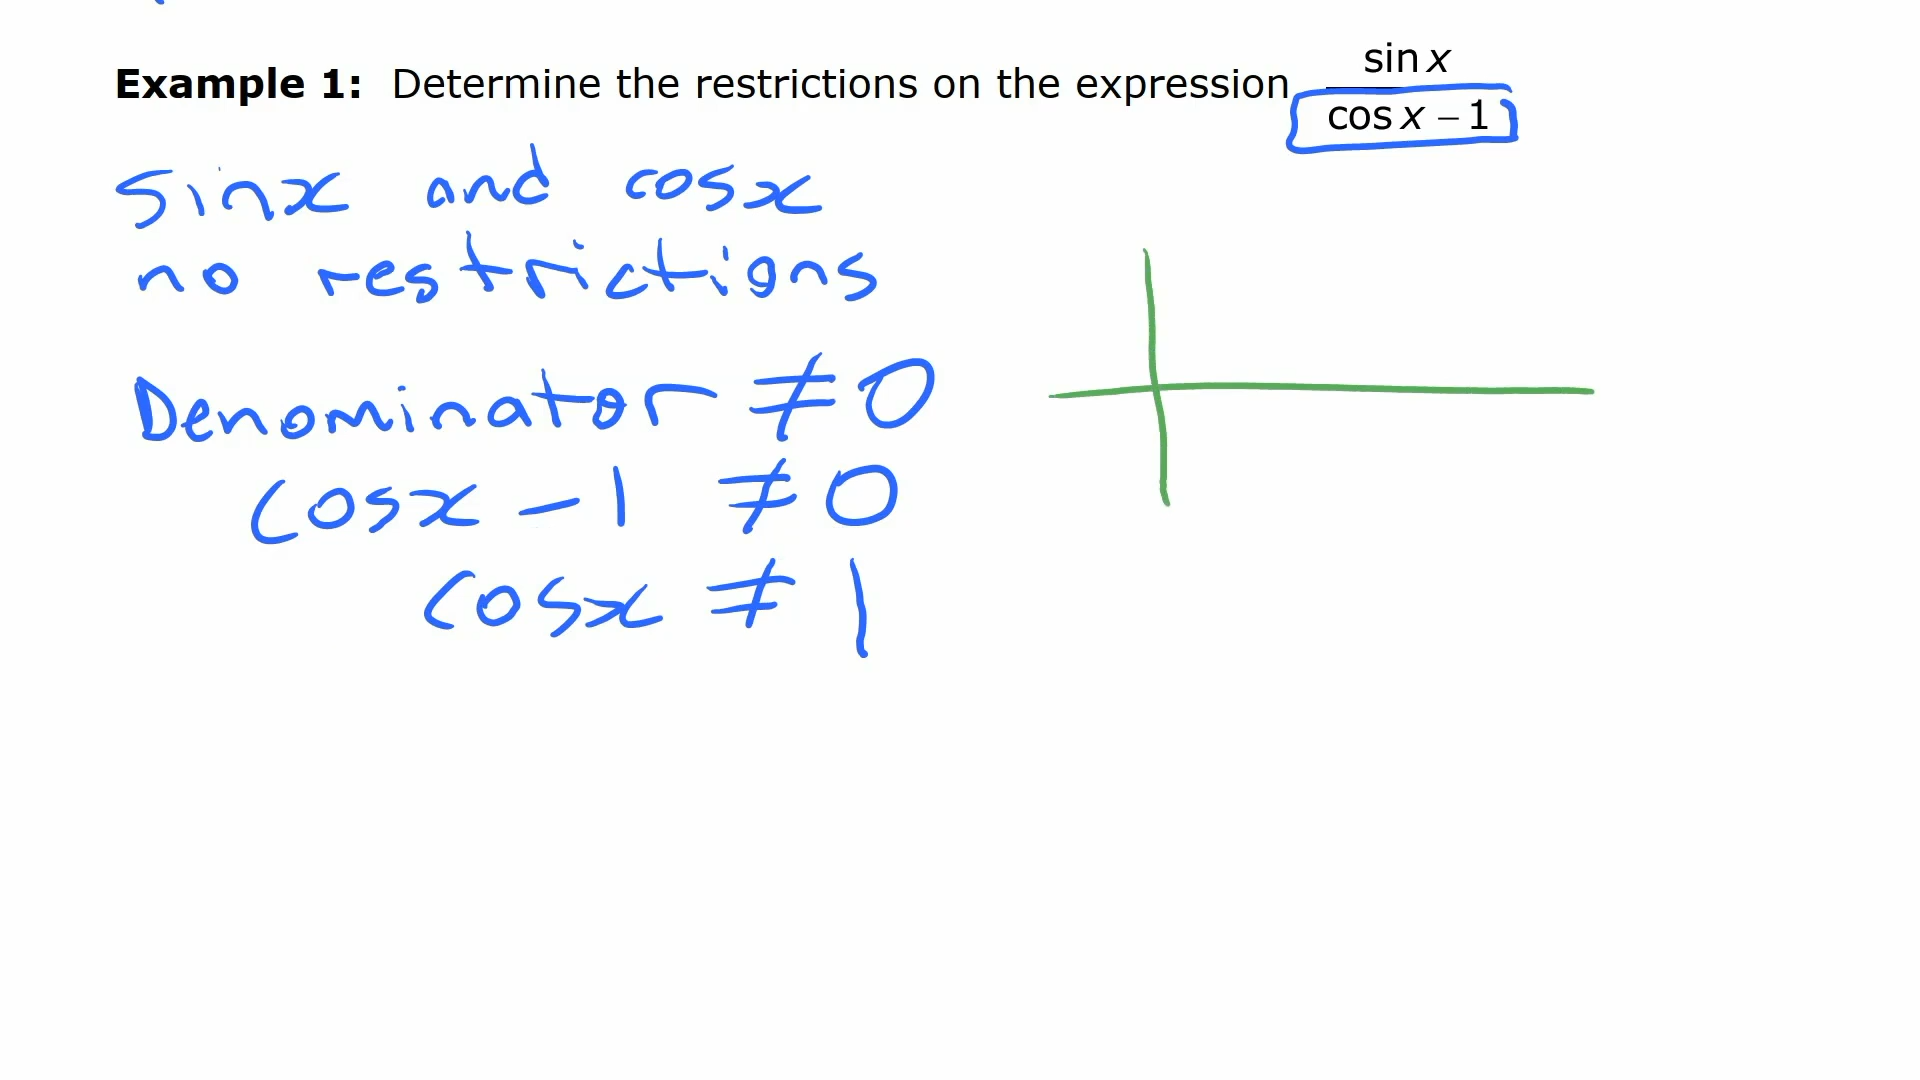 Example 1: Determine the restrictions on the expression sin x / cos x − 1
Sinx and cosx
no restrictions
Denominator ≠ 0
cosx − 1 ≠ 0
cosx ≠ 1